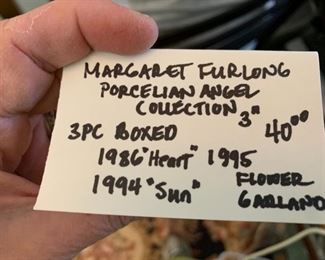 MARGARET FURLONG
PORCELIAN ANGEL
COLLECTION 3"
3PC BOXED 40⁰⁰
1986 "Heart" 1995
1994 "Sun" FLOWER
GARLAND